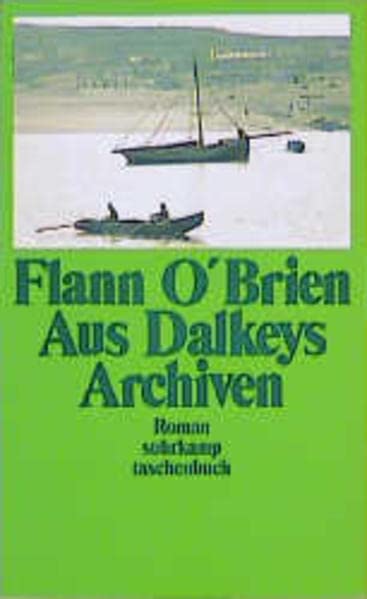 Flann O'Brien
Aus Dalkeys
Archiven
Roman
suhrkamp
taschenbuch